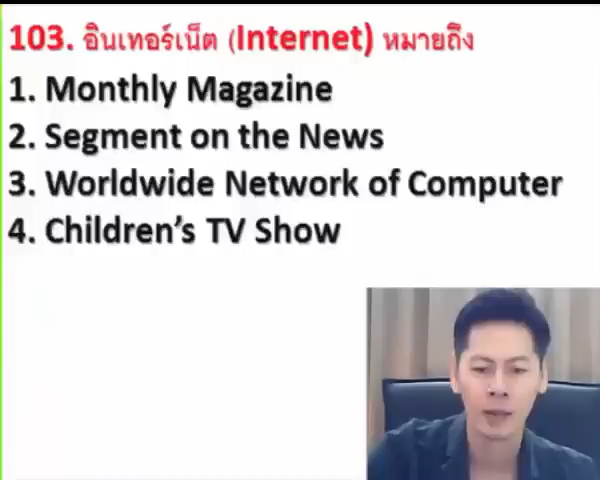 103. อินเทอร์เน็ต (Internet) หมายถึง
1. Monthly Magazine
2. Segment on the News
3. Worldwide Network of Computer
4. Children's TV Show